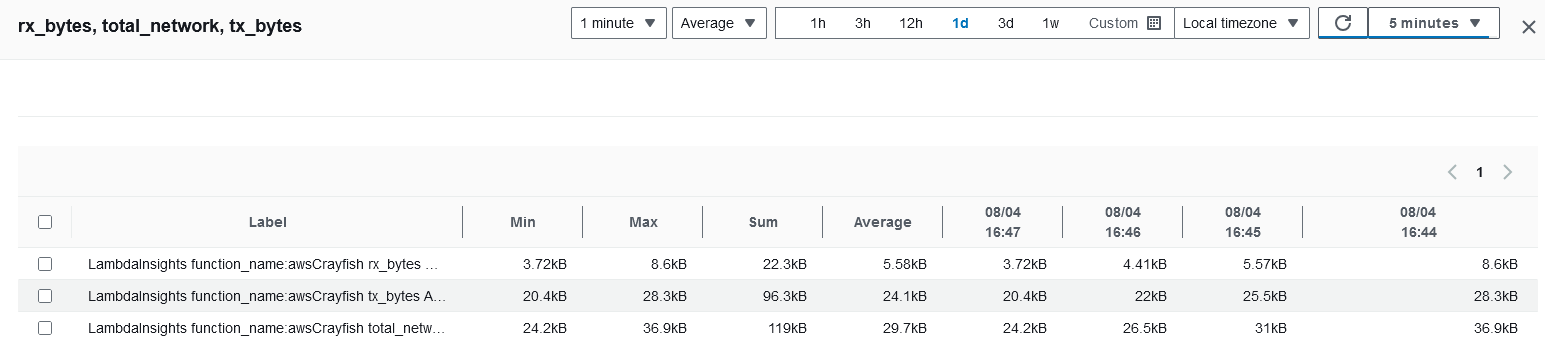 rx_bytes, total_network, tx_bytes 1 minute Average 1h 3h 12h 1d 3d 1w Custom Local timezone 5 minutes
1
Label Min Max Sum Average 08/04 16:47 08/04 16:46 08/04 16:45 08/04 16:44
LambdaInsights function_name:awsCrayfish rx_bytes ... 3.72kB 8.6kB 22.3kB 5.58kB 3.72kB 4.41kB 5.57kB 8.6kB
LambdaInsights function_name:awsCrayfish tx_bytes A... 20.4kB 28.3kB 96.3kB 24.1kB 20.4kB 22kB 25.5kB 28.3kB
LambdaInsights function_name:awsCrayfish total_netw... 24.2kB 36.9kB 119kB 29.7kB 24.2kB 26.5kB 31kB 36.9kB